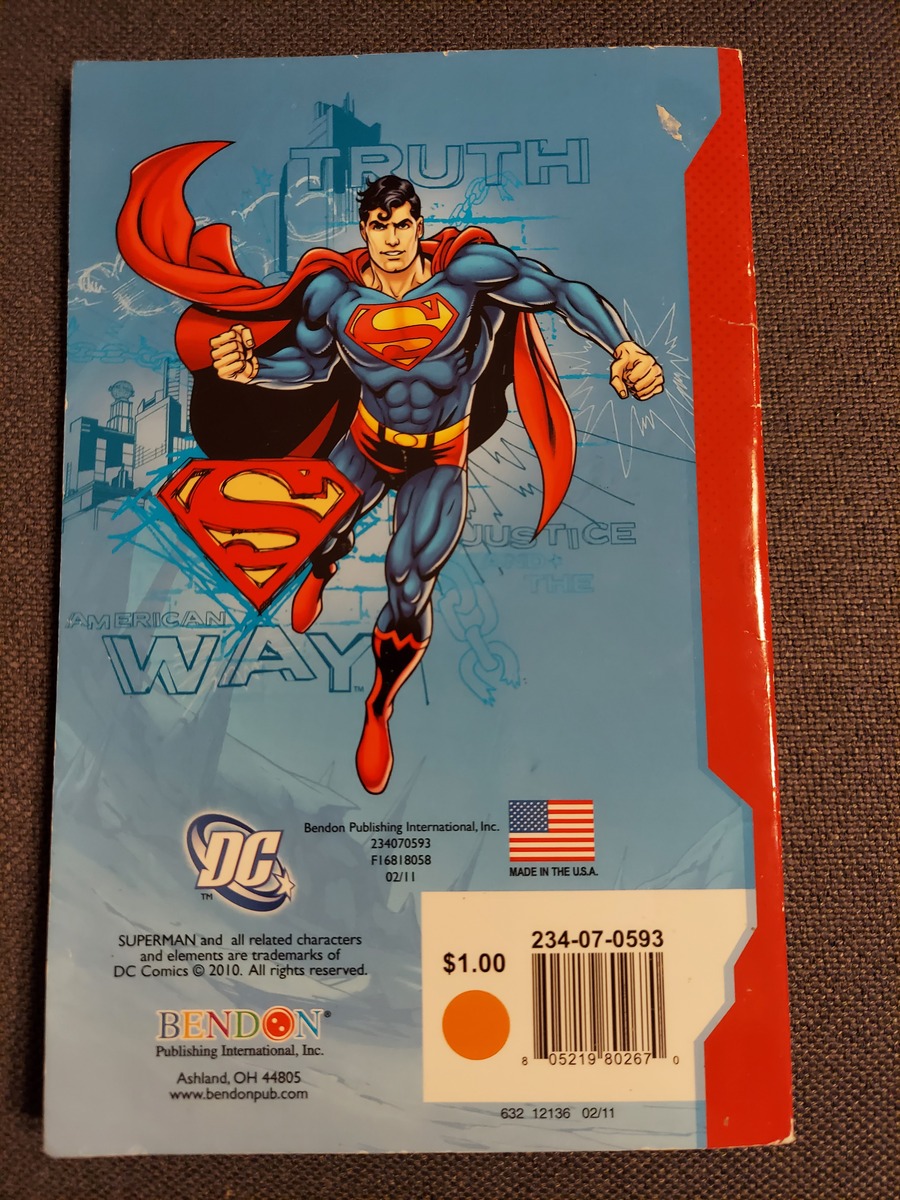 TRUTH
JUSTICE
AND
THE
AMERICAN
WAY™
DC
™
Bendon Publishing International, Inc.
234070593
F16818058
02/11
MADE IN THE U.S.A.
SUPERMAN and all related characters
and elements are trademarks of
DC Comics © 2010. All rights reserved.
BENDON®
Publishing International, Inc.
Ashland, OH 44805
www.bendonpub.com
234-07-0593
$1.00
8 05219 80267 0
632 12136 02/11